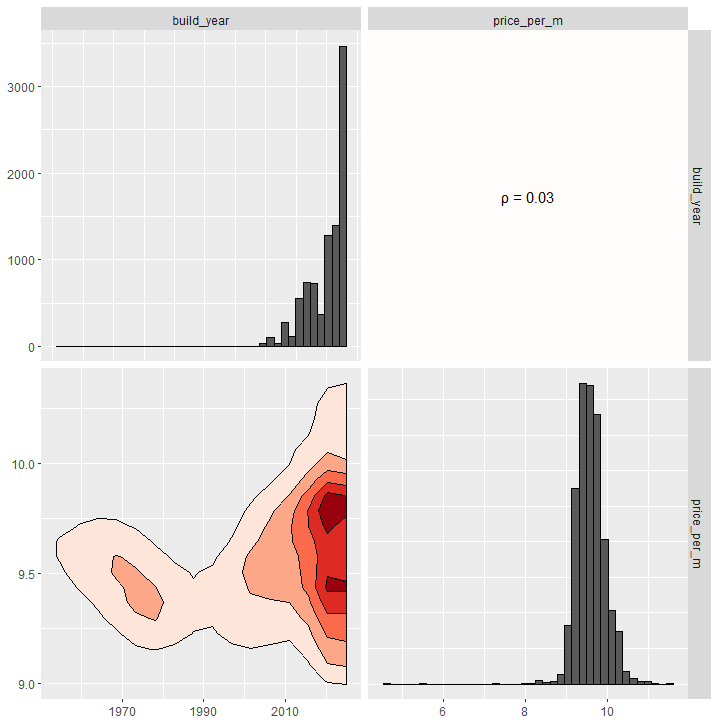 build_year
price_per_m
3000
2000
1000
0
ρ = 0.03
build_year
10.0
9.5
9.0
price_per_m
1970
1990
2010
6
8
10